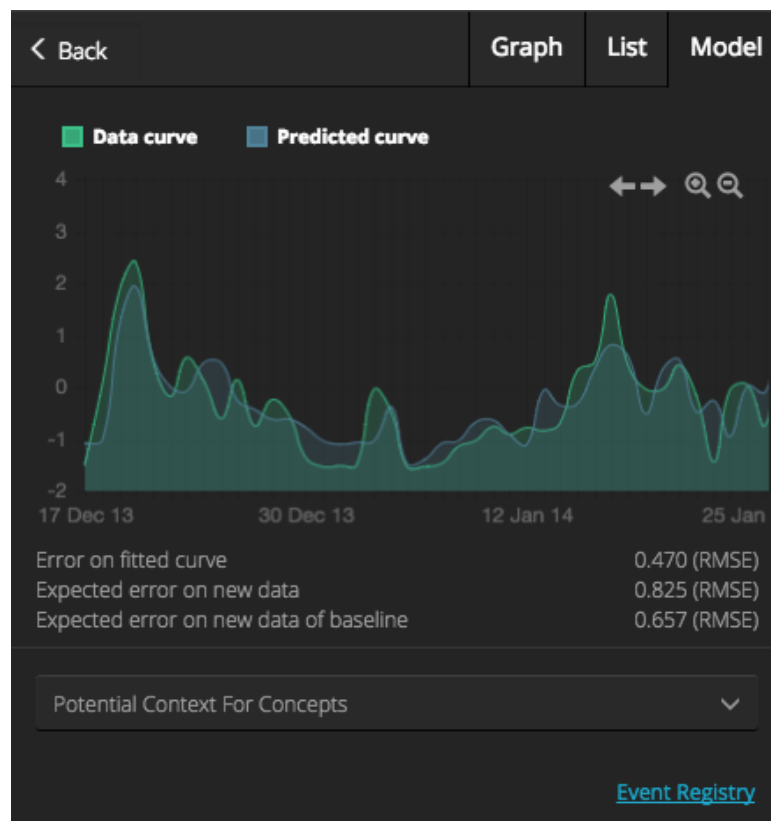 Back
Graph List Model
Data curve Predicted curve
4
3
2
1
0
-1
-2
17 Dec 13 30 Dec 13 12 Jan 14 25 Jan
Error on fitted curve 0.470 (RMSE)
Expected error on new data 0.825 (RMSE)
Expected error on new data of baseline 0.657 (RMSE)
Potential Context For Concepts
Event Registry